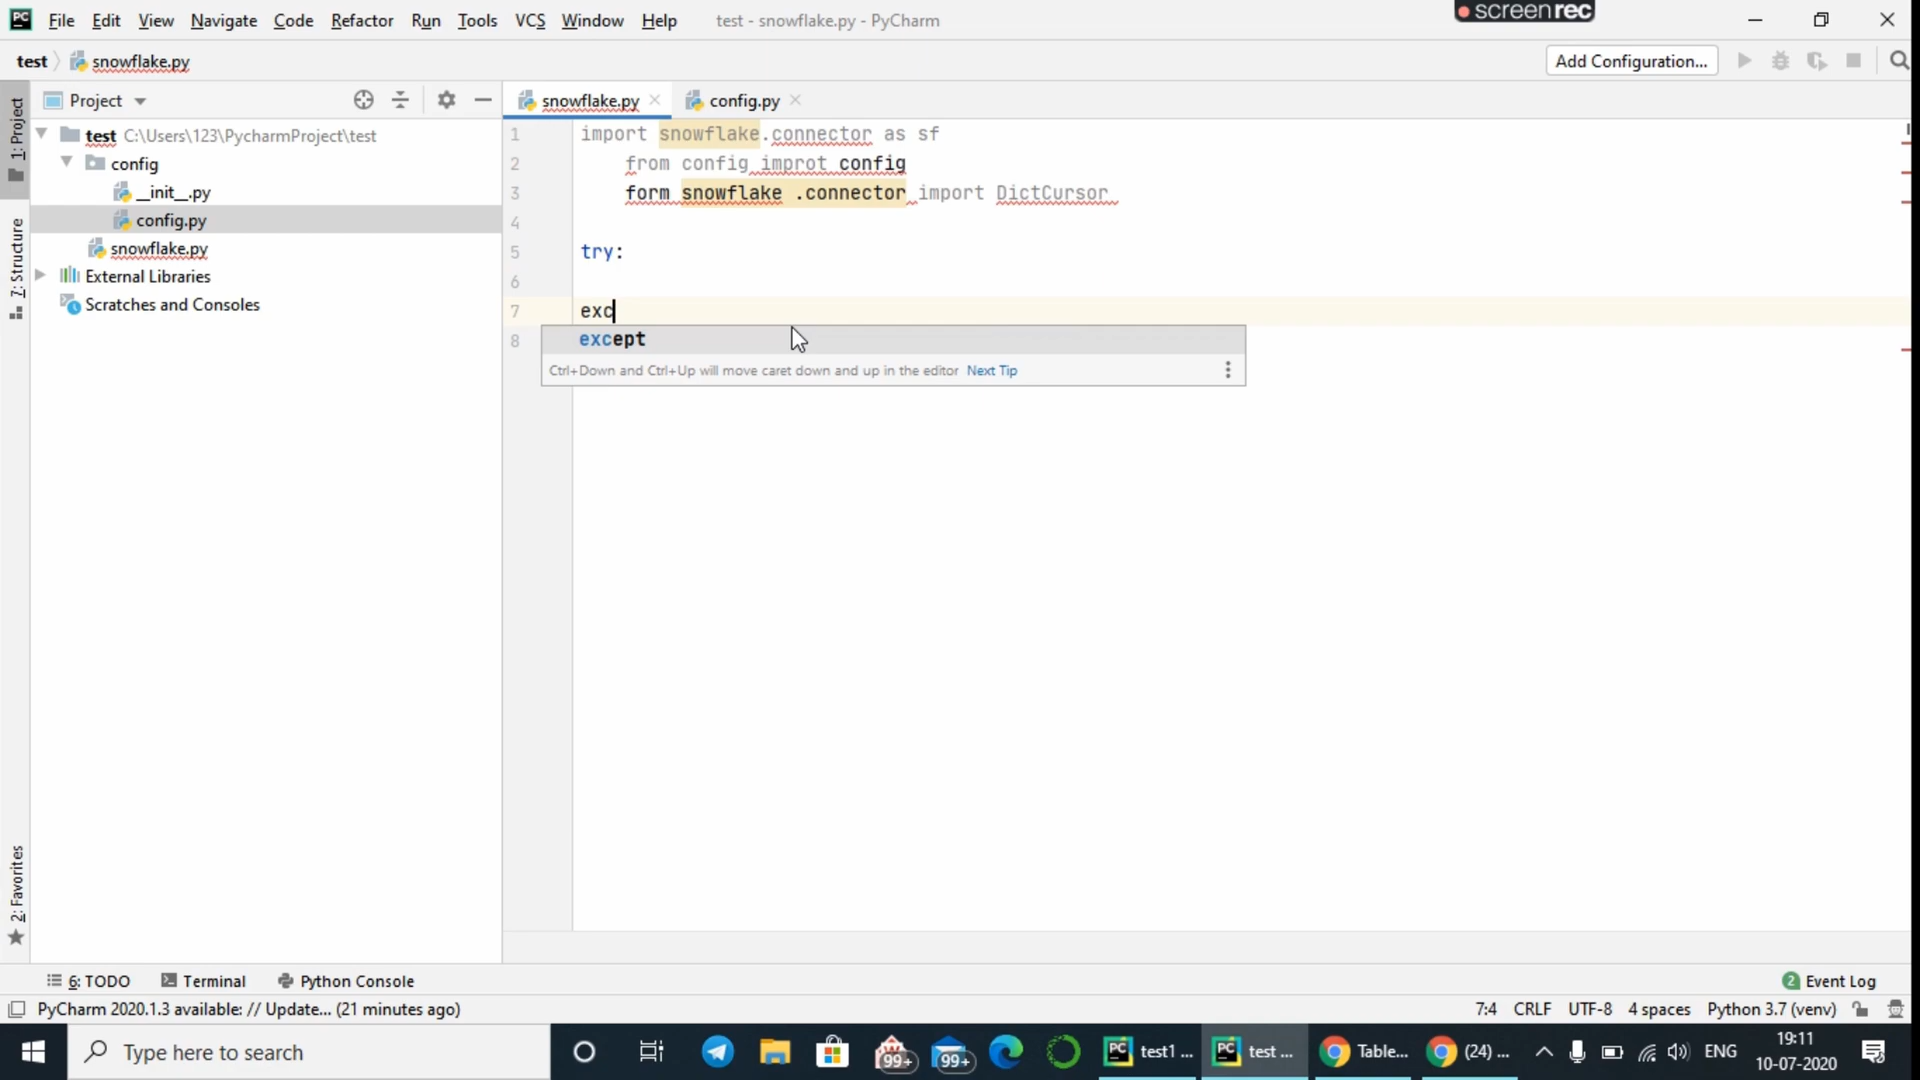 PC File Edit View Navigate Code Refactor Run Tools VCS Window Help test - snowflake.py - PyCharm screenrec
test snowflake.py Add Configuration...
1: Project
7: Structure
2: Favorites
Project
test C:\Users\123\PycharmProject\test
config
__init__.py
config.py
snowflake.py
External Libraries
Scratches and Consoles
snowflake.py config.py
1 import snowflake.connector as sf
2 from config improt config
3 form snowflake .connector import DictCursor
4
5 try:
6
7 exc
8
except
Ctrl+Down and Ctrl+Up will move caret down and up in the editor Next Tip
6: TODO Terminal Python Console 2 Event Log
PyCharm 2020.1.3 available: // Update... (21 minutes ago) 7:4 CRLF UTF-8 4 spaces Python 3.7 (venv)
Type here to search 99+ 99+ PC test1 ... PC test ... Table... (24) ... ENG 19:11
10-07-2020